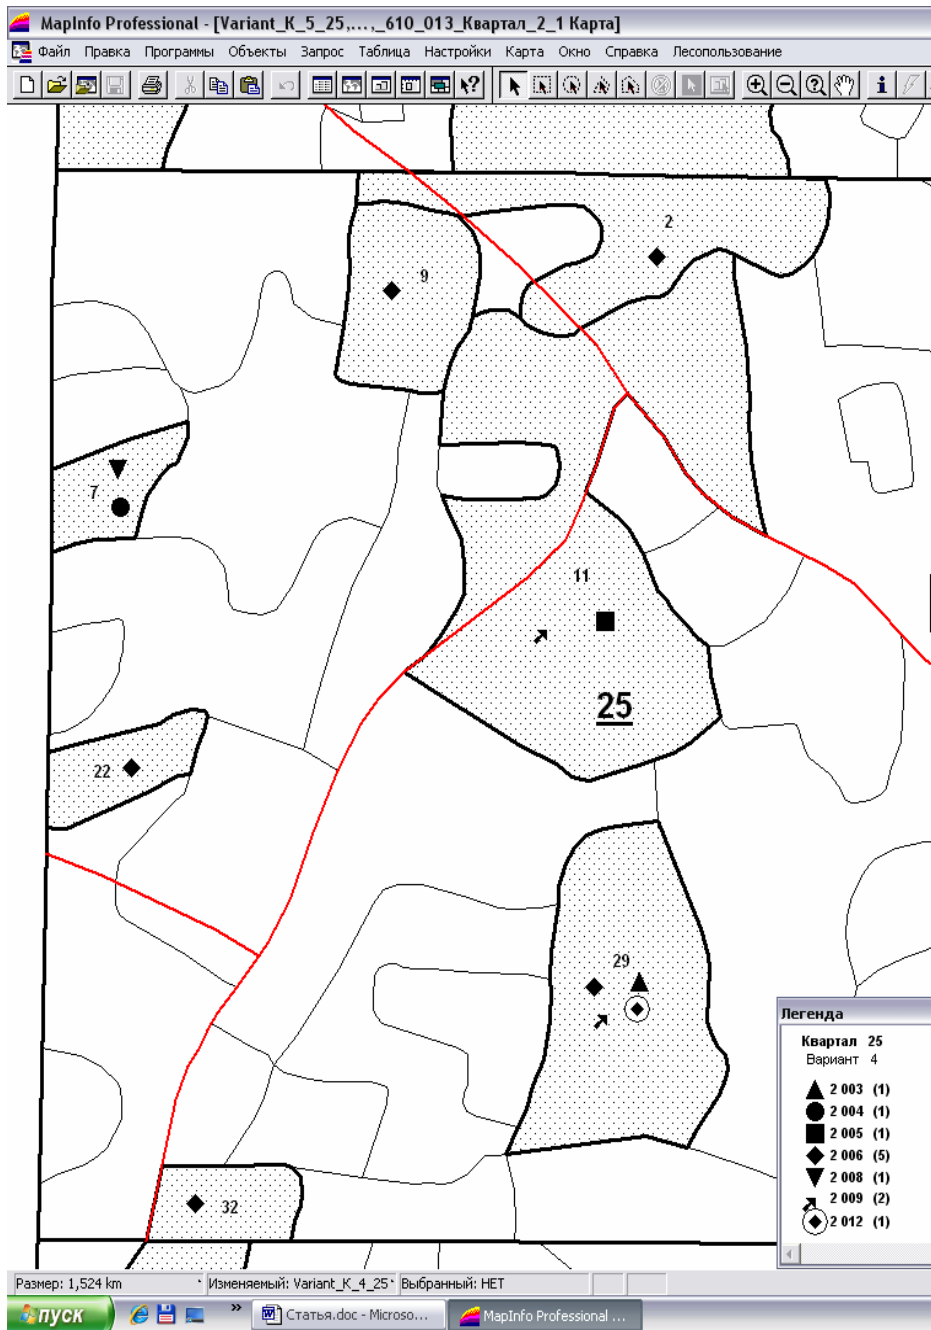 MapInfo Professional - [Variant_K_5_25,...,_610_013_Квартал_2_1 Карта]
Файл Правка Программы Объекты Запрос Таблица Настройки Карта Окно Справка Лесопользование
2
9
7
11
25
22
29
32
Легенда
Квартал 25
Вариант 4
2 003 (1)
2 004 (1)
2 005 (1)
2 006 (5)
2 008 (1)
2 009 (2)
2 012 (1)
Размер: 1,524 km Изменяемый: Variant_K_4_25 Выбранный: НЕТ
пуск » Статья.doc - Microso... MapInfo Professional ...